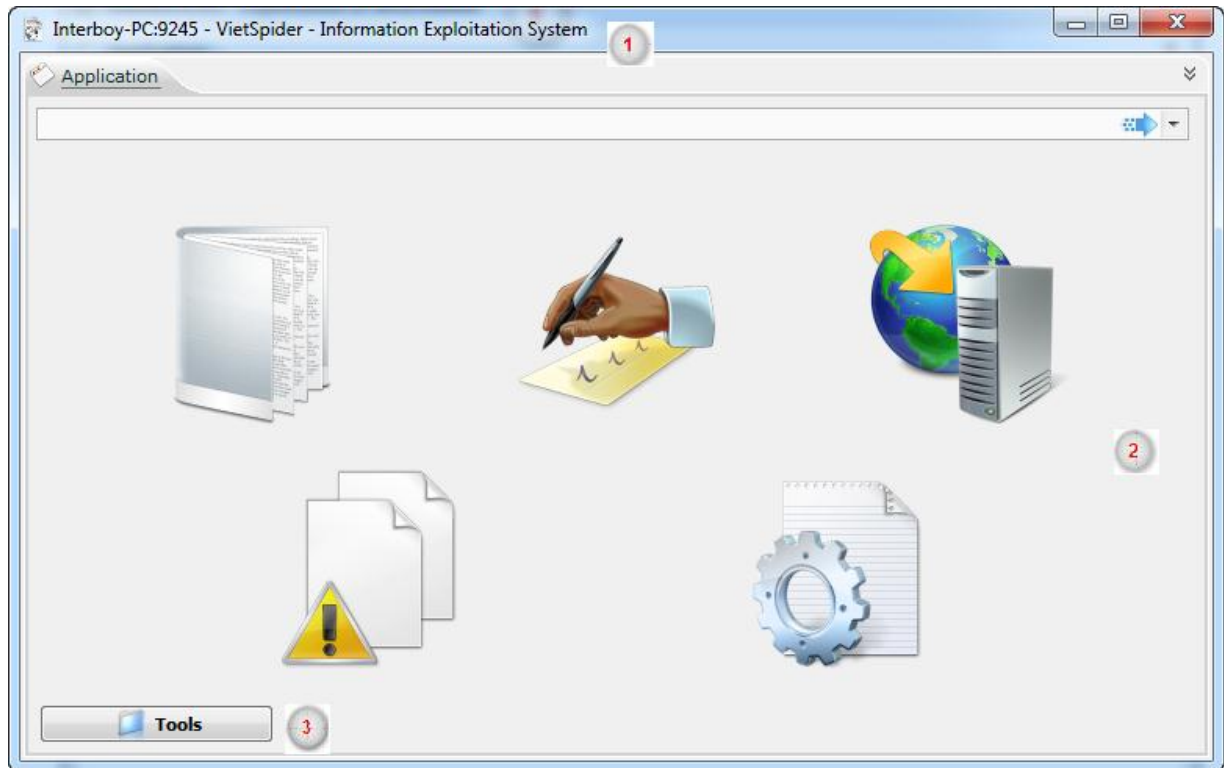 Interboy-PC:9245 - VietSpider - Information Exploitation System
1
Application
2
Tools
3